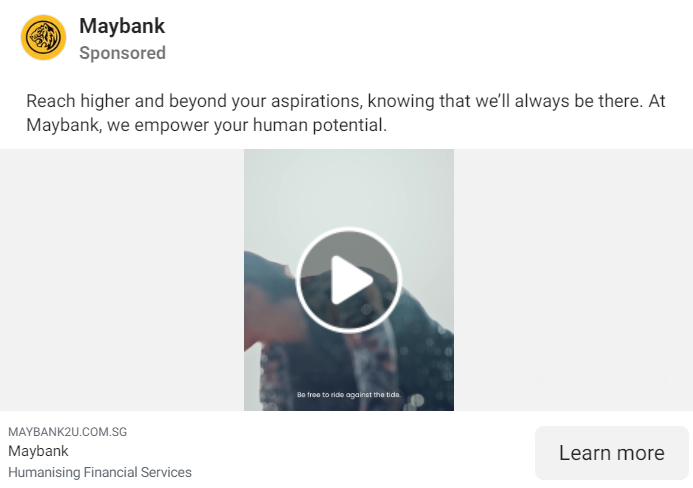 Maybank
Sponsored
Reach higher and beyond your aspirations, knowing that we'll always be there. At
Maybank, we empower your human potential.
Be free to ride against the tide.
MAYBANK2U.COM.SG
Maybank
Humanising Financial Services
Learn more